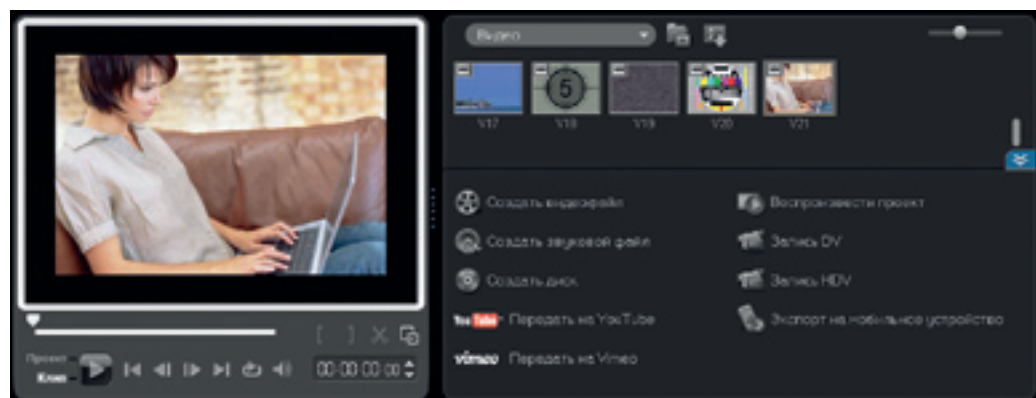 Видео
5
V17 V18 V19 V20 V21
Создать видеофайл
Воспроизвести проект
Создать звуковой файл
Запись DV
Создать диск
Запись HDV
YouTube Передать на YouTube
Экспорт на мобильное устройство
vimeo Передать на Vimeo
Проект
Клип
00:00:00:00